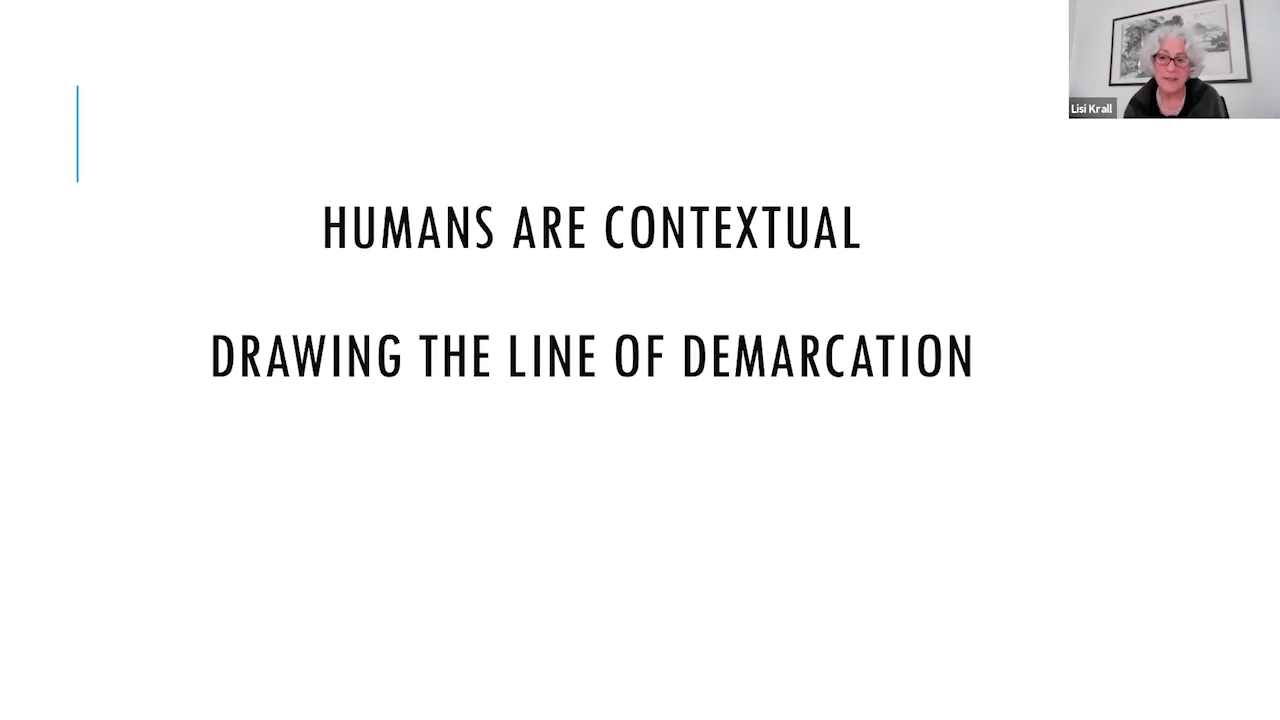 Lisi Krall
HUMANS ARE CONTEXTUAL
DRAWING THE LINE OF DEMARCATION